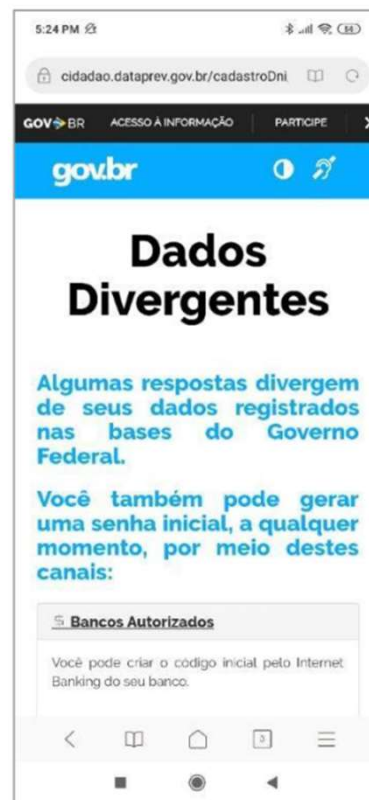 5:24 PM
84
cidadao.dataprev.gov.br/cadastroDni
GOV BR ACESSO À INFORMAÇÃO PARTICIPE
gov.br
Dados
Divergentes
Algumas respostas divergem
de seus dados registrados
nas bases do Governo
Federal.
Você também pode gerar
uma senha inicial, a qualquer
momento, por meio destes
canais:
Bancos Autorizados
Você pode criar o código inicial pelo Internet
Banking do seu banco.
3